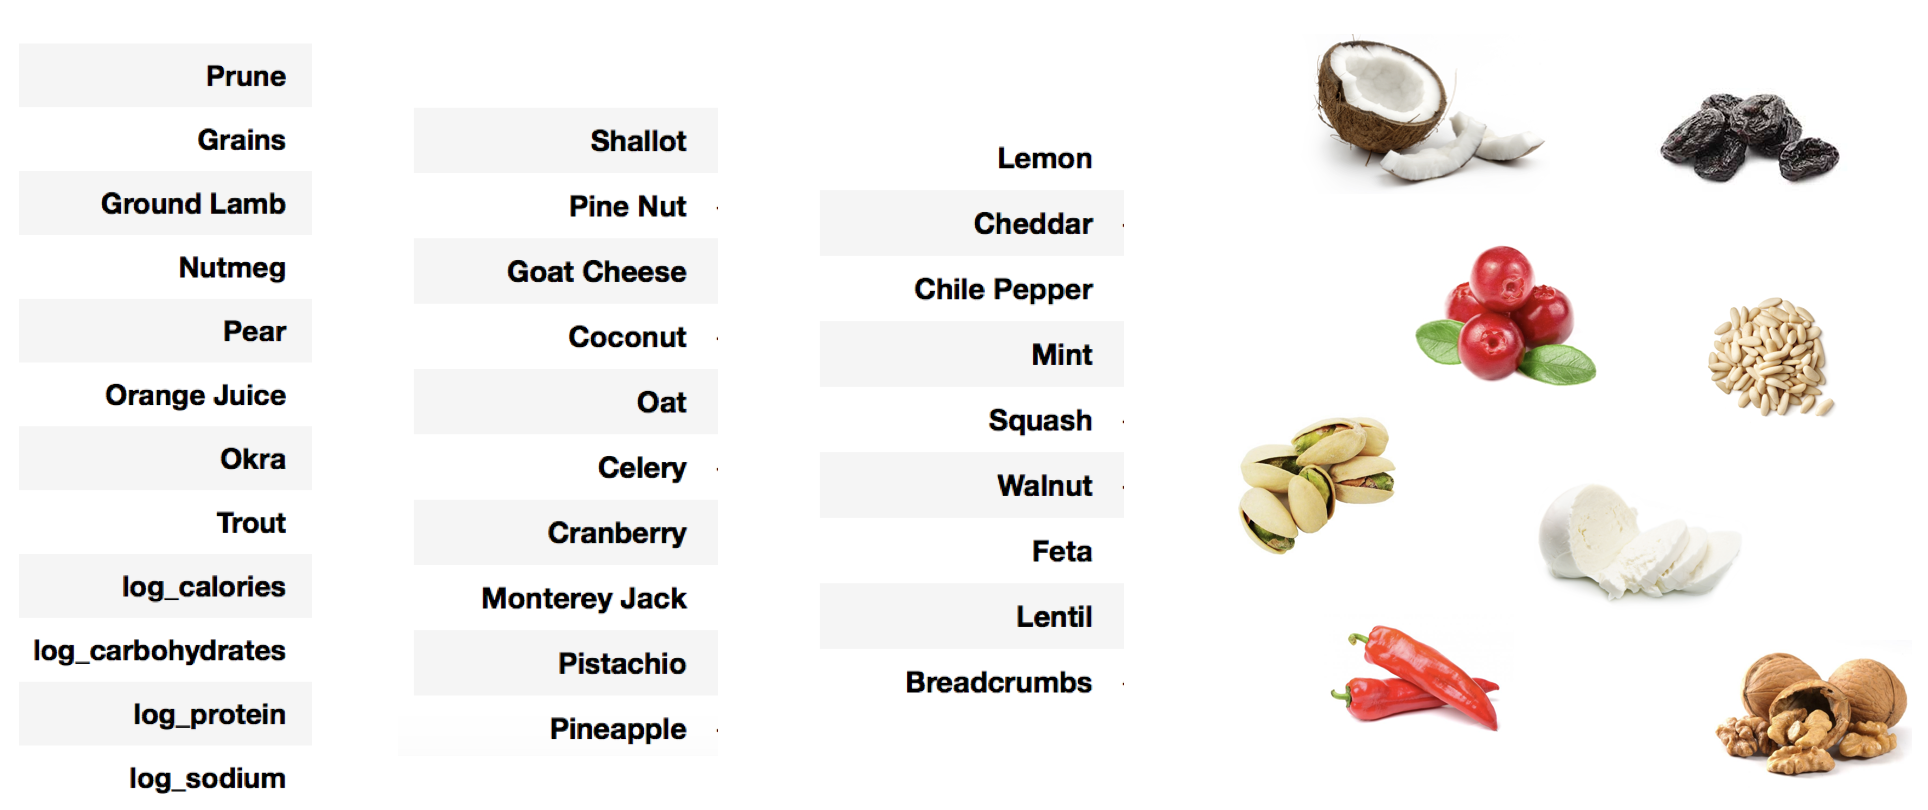 Prune
Grains
Ground Lamb
Nutmeg
Pear
Orange Juice
Okra
Trout
log_calories
log_carbohydrates
log_protein
log_sodium
Shallot
Pine Nut
Goat Cheese
Coconut
Oat
Celery
Cranberry
Monterey Jack
Pistachio
Pineapple
Lemon
Cheddar
Chile Pepper
Mint
Squash
Walnut
Feta
Lentil
Breadcrumbs